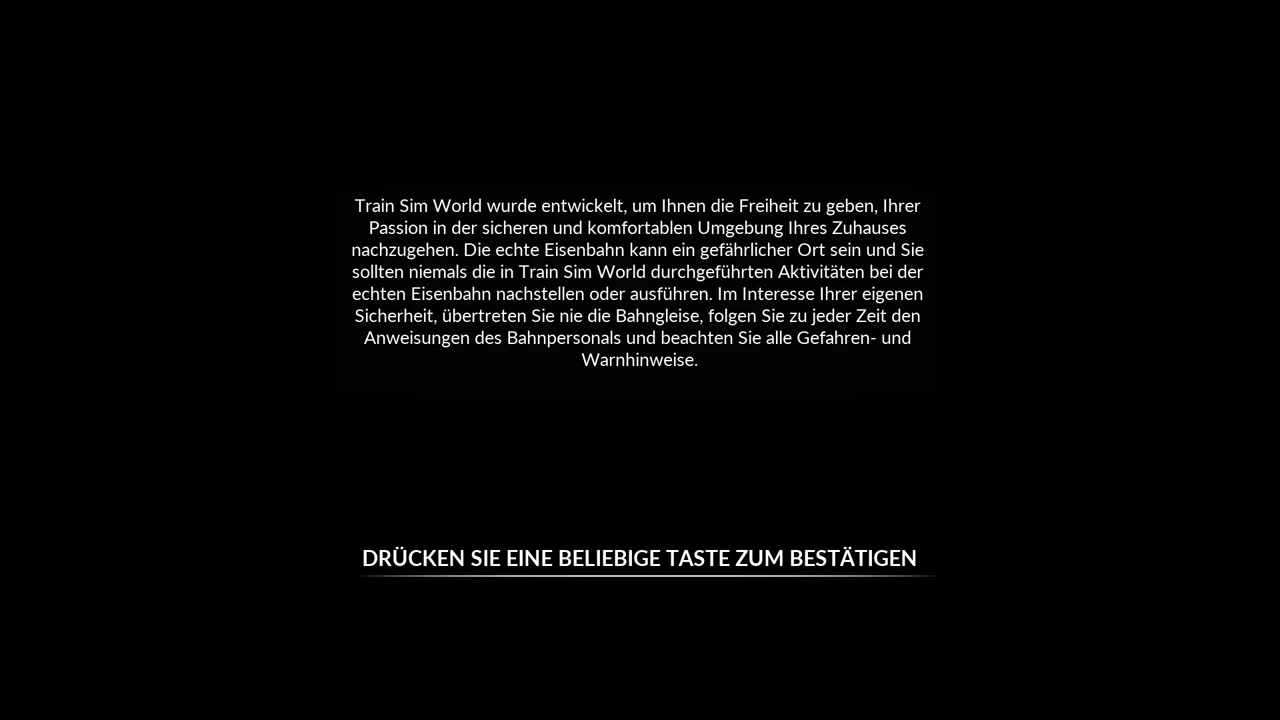 Train Sim World wurde entwickelt, um Ihnen die Freiheit zu geben, Ihrer
Passion in der sicheren und komfortablen Umgebung Ihres Zuhauses
nachzugehen. Die echte Eisenbahn kann ein gefährlicher Ort sein und Sie
sollten niemals die in Train Sim World durchgeführten Aktivitäten bei der
echten Eisenbahn nachstellen oder ausführen. Im Interesse Ihrer eigenen
Sicherheit, übertreten Sie nie die Bahngleise, folgen Sie zu jeder Zeit den
Anweisungen des Bahnpersonals und beachten Sie alle Gefahren- und
Warnhinweise.
DRÜCKEN SIE EINE BELIEBIGE TASTE ZUM BESTÄTIGEN